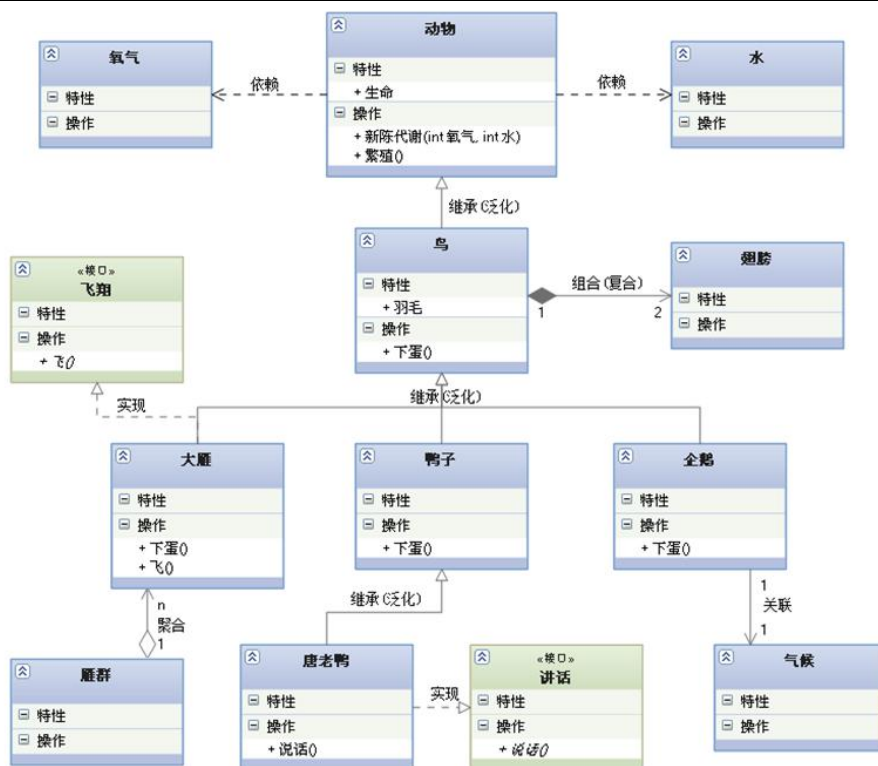 动物
特性
+ 生命
操作
+ 新陈代谢(int 氧气, int 水)
+ 繁殖()
氧气
特性
操作
依赖
依赖
水
特性
操作
继承(泛化)
鸟
特性
+ 羽毛
操作
+ 下蛋()
1
组合(复合)
2
翅膀
特性
操作
«接口»
飞翔
特性
操作
+ 飞()
实现
继承(泛化)
大雁
特性
操作
+ 下蛋()
+ 飞()
鸭子
特性
操作
+ 下蛋()
企鹅
特性
操作
+ 下蛋()
n
聚合
1
继承(泛化)
1
关联
1
雁群
特性
操作
唐老鸭
特性
操作
+ 说话()
实现
«接口»
讲话
特性
操作
+ 说话()
气候
特性
操作